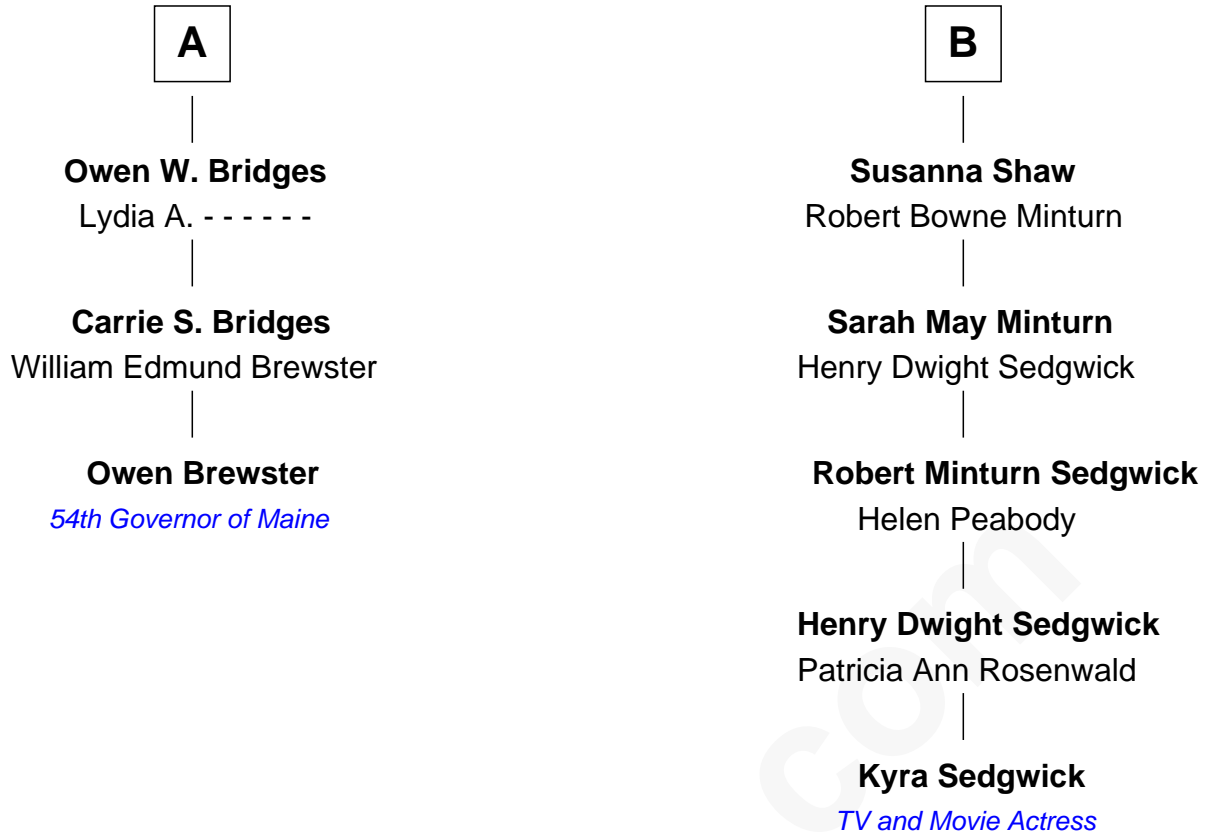 A
Owen W. Bridges
Lydia A. - - - - - -
Carrie S. Bridges
William Edmund Brewster
Owen Brewster
54th Governor of Maine
B
Susanna Shaw
Robert Bowne Minturn
Sarah May Minturn
Henry Dwight Sedgwick
Robert Minturn Sedgwick
Helen Peabody
Henry Dwight Sedgwick
Patricia Ann Rosenwald
Kyra Sedgwick
TV and Movie Actress
com